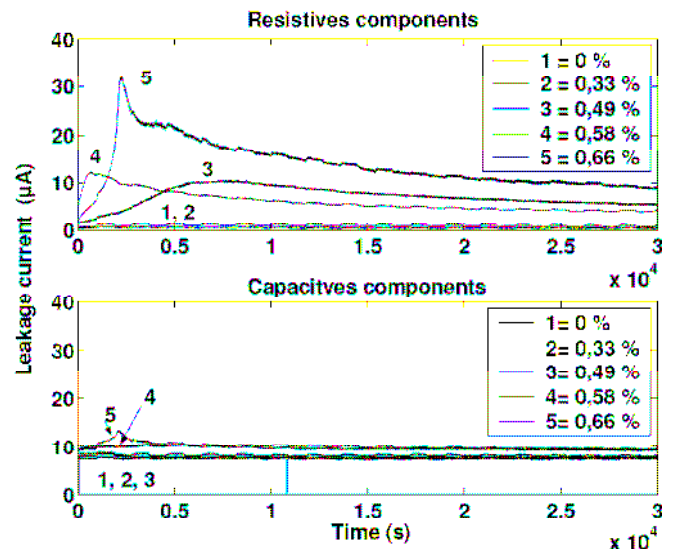 Resistives components
40
30
20
10
0
Leakage current (µA)
5
4
3
1, 2
1 = 0 %
2 = 0,33 %
3 = 0,49 %
4 = 0,58 %
5 = 0,66 %
0 0.5 1 1.5 2 2.5 3
x 10⁴
Capacitves components
40
30
20
10
0
5
4
1, 2, 3
1= 0 %
2= 0,33 %
3= 0,49 %
4= 0,58 %
5= 0,66 %
0 0.5 1 1.5 2 2.5 3
Time (s)
x 10⁴